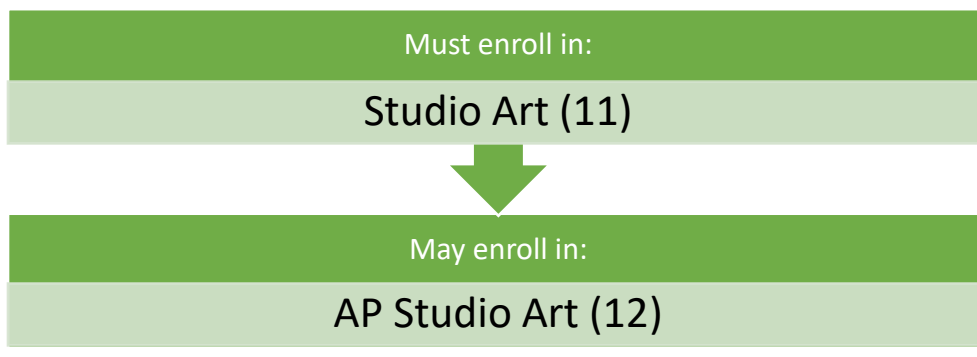 Must enroll in:
Studio Art (11)
May enroll in:
AP Studio Art (12)